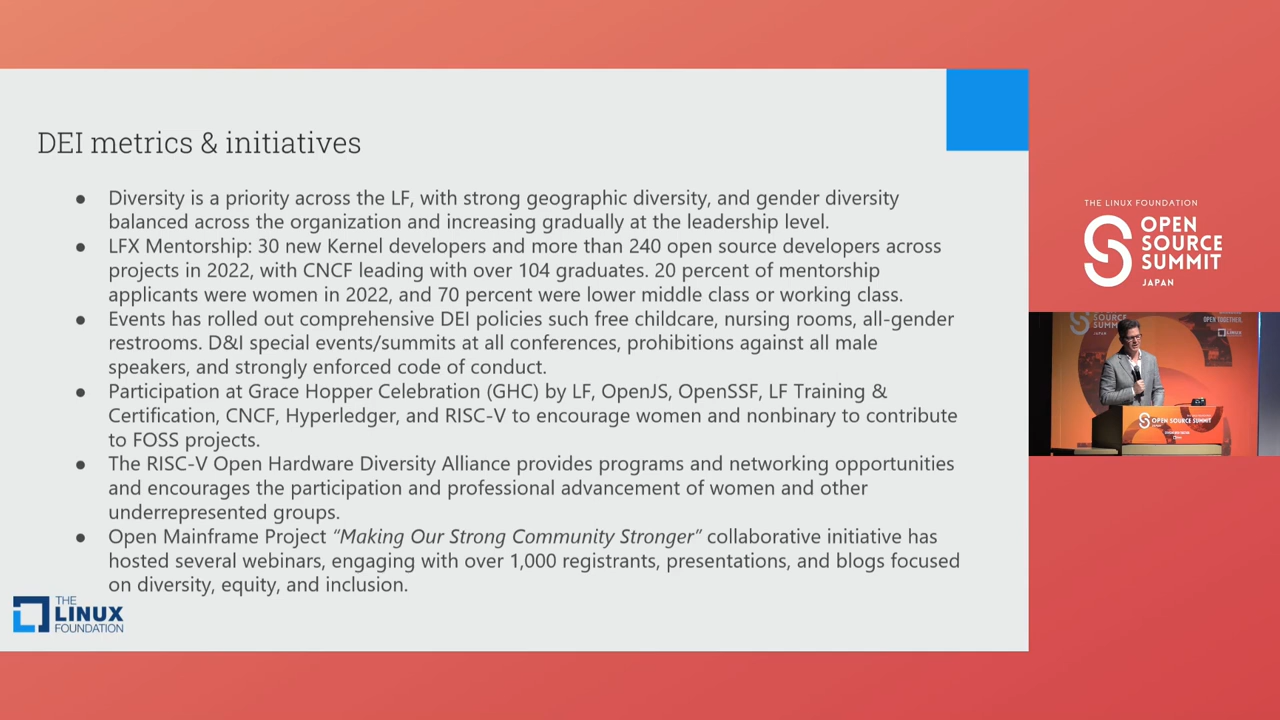 DEI metrics & initiatives
● Diversity is a priority across the LF, with strong geographic diversity, and gender diversity
balanced across the organization and increasing gradually at the leadership level.
● LFX Mentorship: 30 new Kernel developers and more than 240 open source developers across
projects in 2022, with CNCF leading with over 104 graduates. 20 percent of mentorship
applicants were women in 2022, and 70 percent were lower middle class or working class.
● Events has rolled out comprehensive DEI policies such free childcare, nursing rooms, all-gender
restrooms. D&I special events/summits at all conferences, prohibitions against all male
speakers, and strongly enforced code of conduct.
● Participation at Grace Hopper Celebration (GHC) by LF, OpenJS, OpenSSF, LF Training &
Certification, CNCF, Hyperledger, and RISC-V to encourage women and nonbinary to contribute
to FOSS projects.
● The RISC-V Open Hardware Diversity Alliance provides programs and networking opportunities
and encourages the participation and professional advancement of women and other
underrepresented groups.
● Open Mainframe Project “Making Our Strong Community Stronger” collaborative initiative has
hosted several webinars, engaging with over 1,000 registrants, presentations, and blogs focused
on diversity, equity, and inclusion.
THE
LINUX
FOUNDATION
THE LINUX FOUNDATION
OPEN
SOURCE
SUMMIT
JAPAN
SOURCE
SUMMIT
JAPAN
OPEN TOGETHER.
OPEN SOURCE SUMMIT